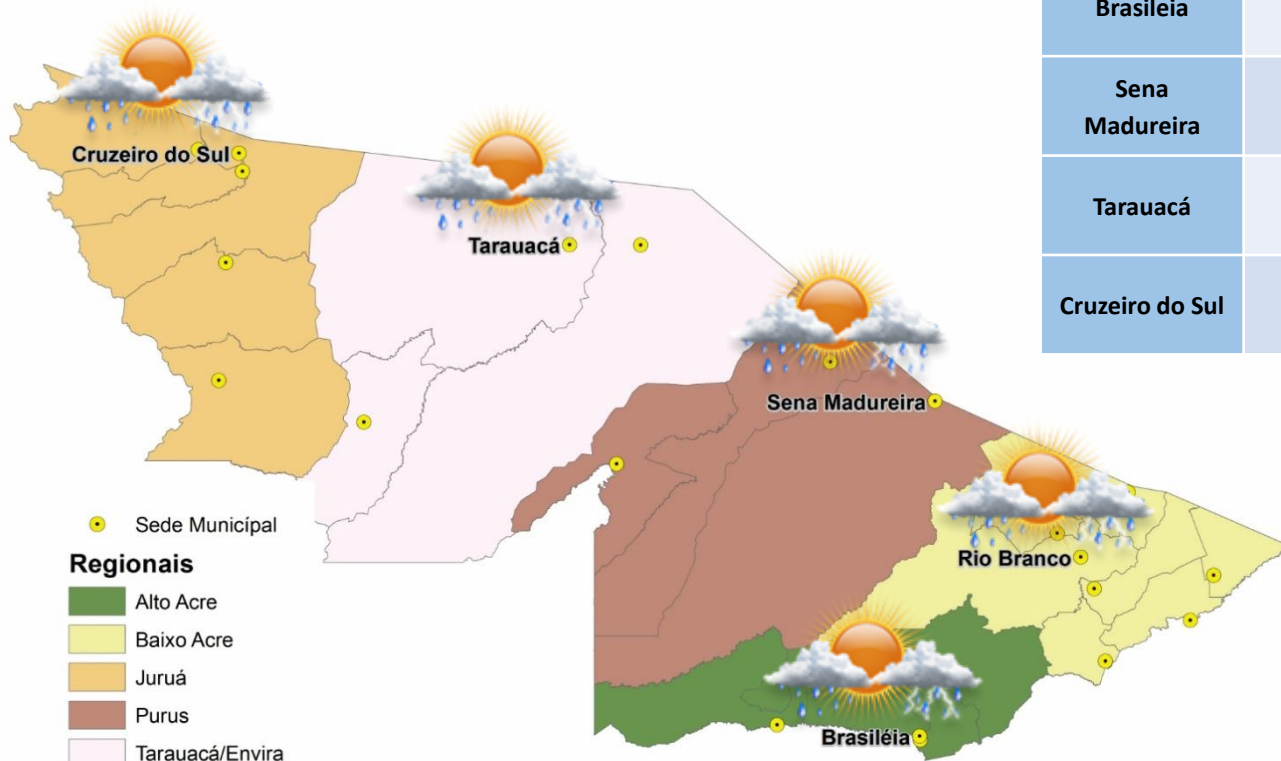 Brasileia
Sena
Madureira
Tarauacá
Cruzeiro do Sul
Cruzeiro do Sul
Tarauacá
Sena Madureira
Rio Branco
Brasiléia
Sede Municípal
Regionais
Alto Acre
Baixo Acre
Juruá
Purus
Tarauacá/Envira